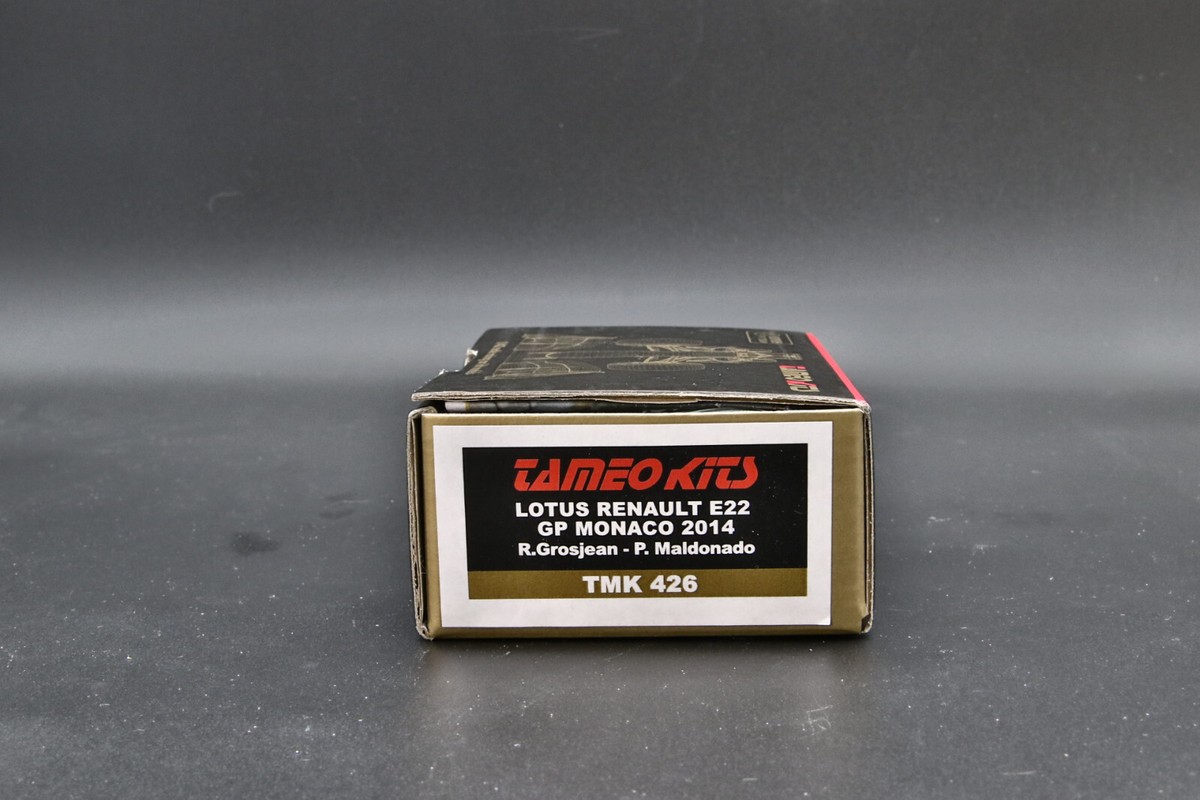 TAMEO KITS
LOTUS RENAULT E22
GP MONACO 2014
R.Grosjean - P. Maldonado
TMK 426